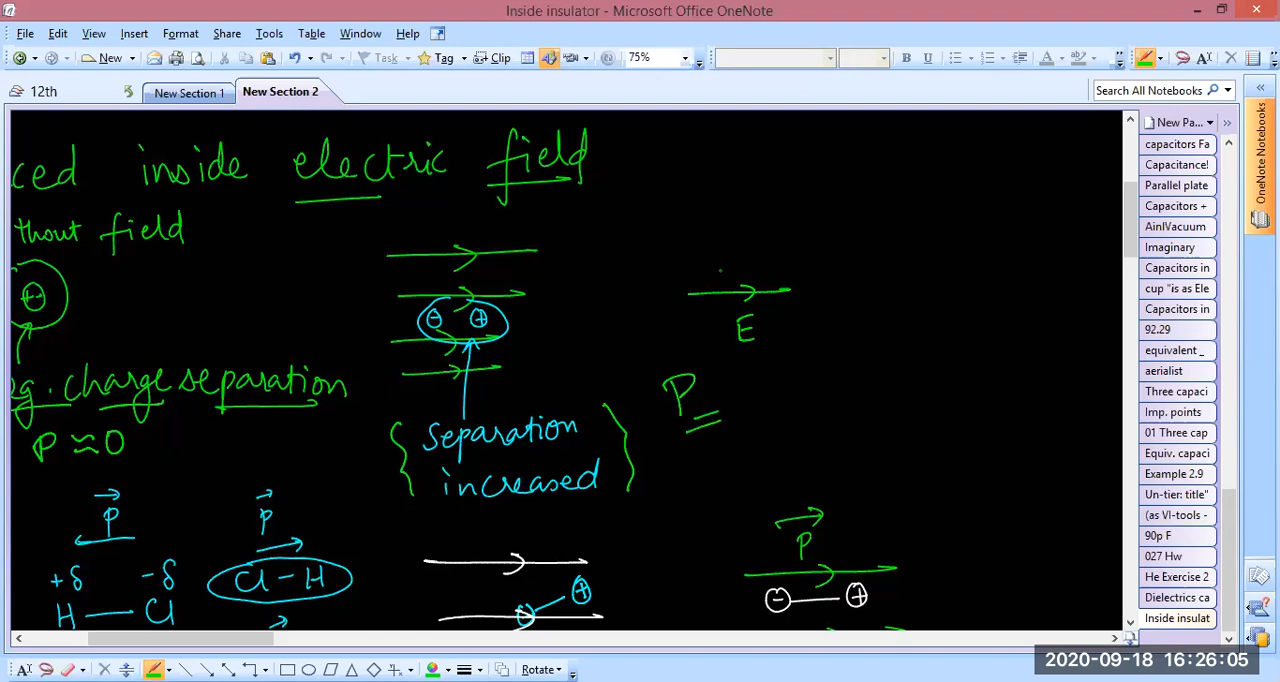 Inside insulator - Microsoft Office OneNote
File Edit View Insert Format Share Tools Table Window Help
New Task Tag Clip 75% B
12th New Section 1 New Section 2 Search All Notebooks
New Pa...
OneNote Notebooks
capacitors Fa
Capacitance!
Parallel plate
Capacitors +
AinIVacuum
Imaginary
Capacitors in
cup "is as Ele
Capacitors in
92.29
equivalent _
aerialist
Three capaci
Imp. points
01 Three cap
Equiv. capaci
Example 2.9
Un-tier: title"
(as VI-tools -
90p F
027 Hw
He Exercise 2
Dielectrics ca
Inside insulat
ced inside electric field
thout field
E
eg. charge separation
P ≈ 0
P
{ Separation
increased }
P P P
+δ -δ Cl - H
H — Cl
- +
Rotate
2020-09-18 16:26:05